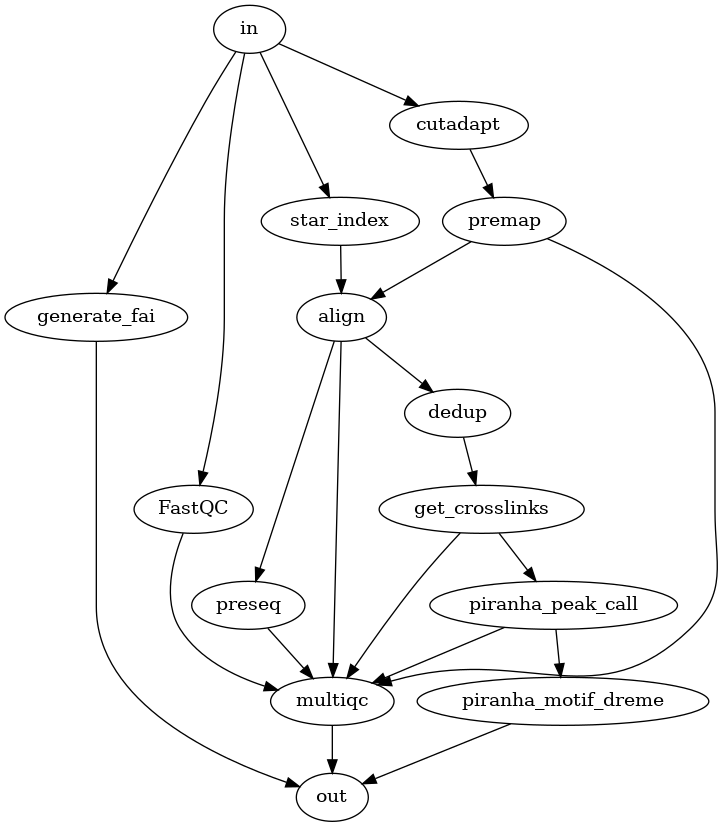 in
cutadapt
star_index
premap
generate_fai
align
dedup
FastQC
get_crosslinks
preseq
piranha_peak_call
multiqc
piranha_motif_dreme
out